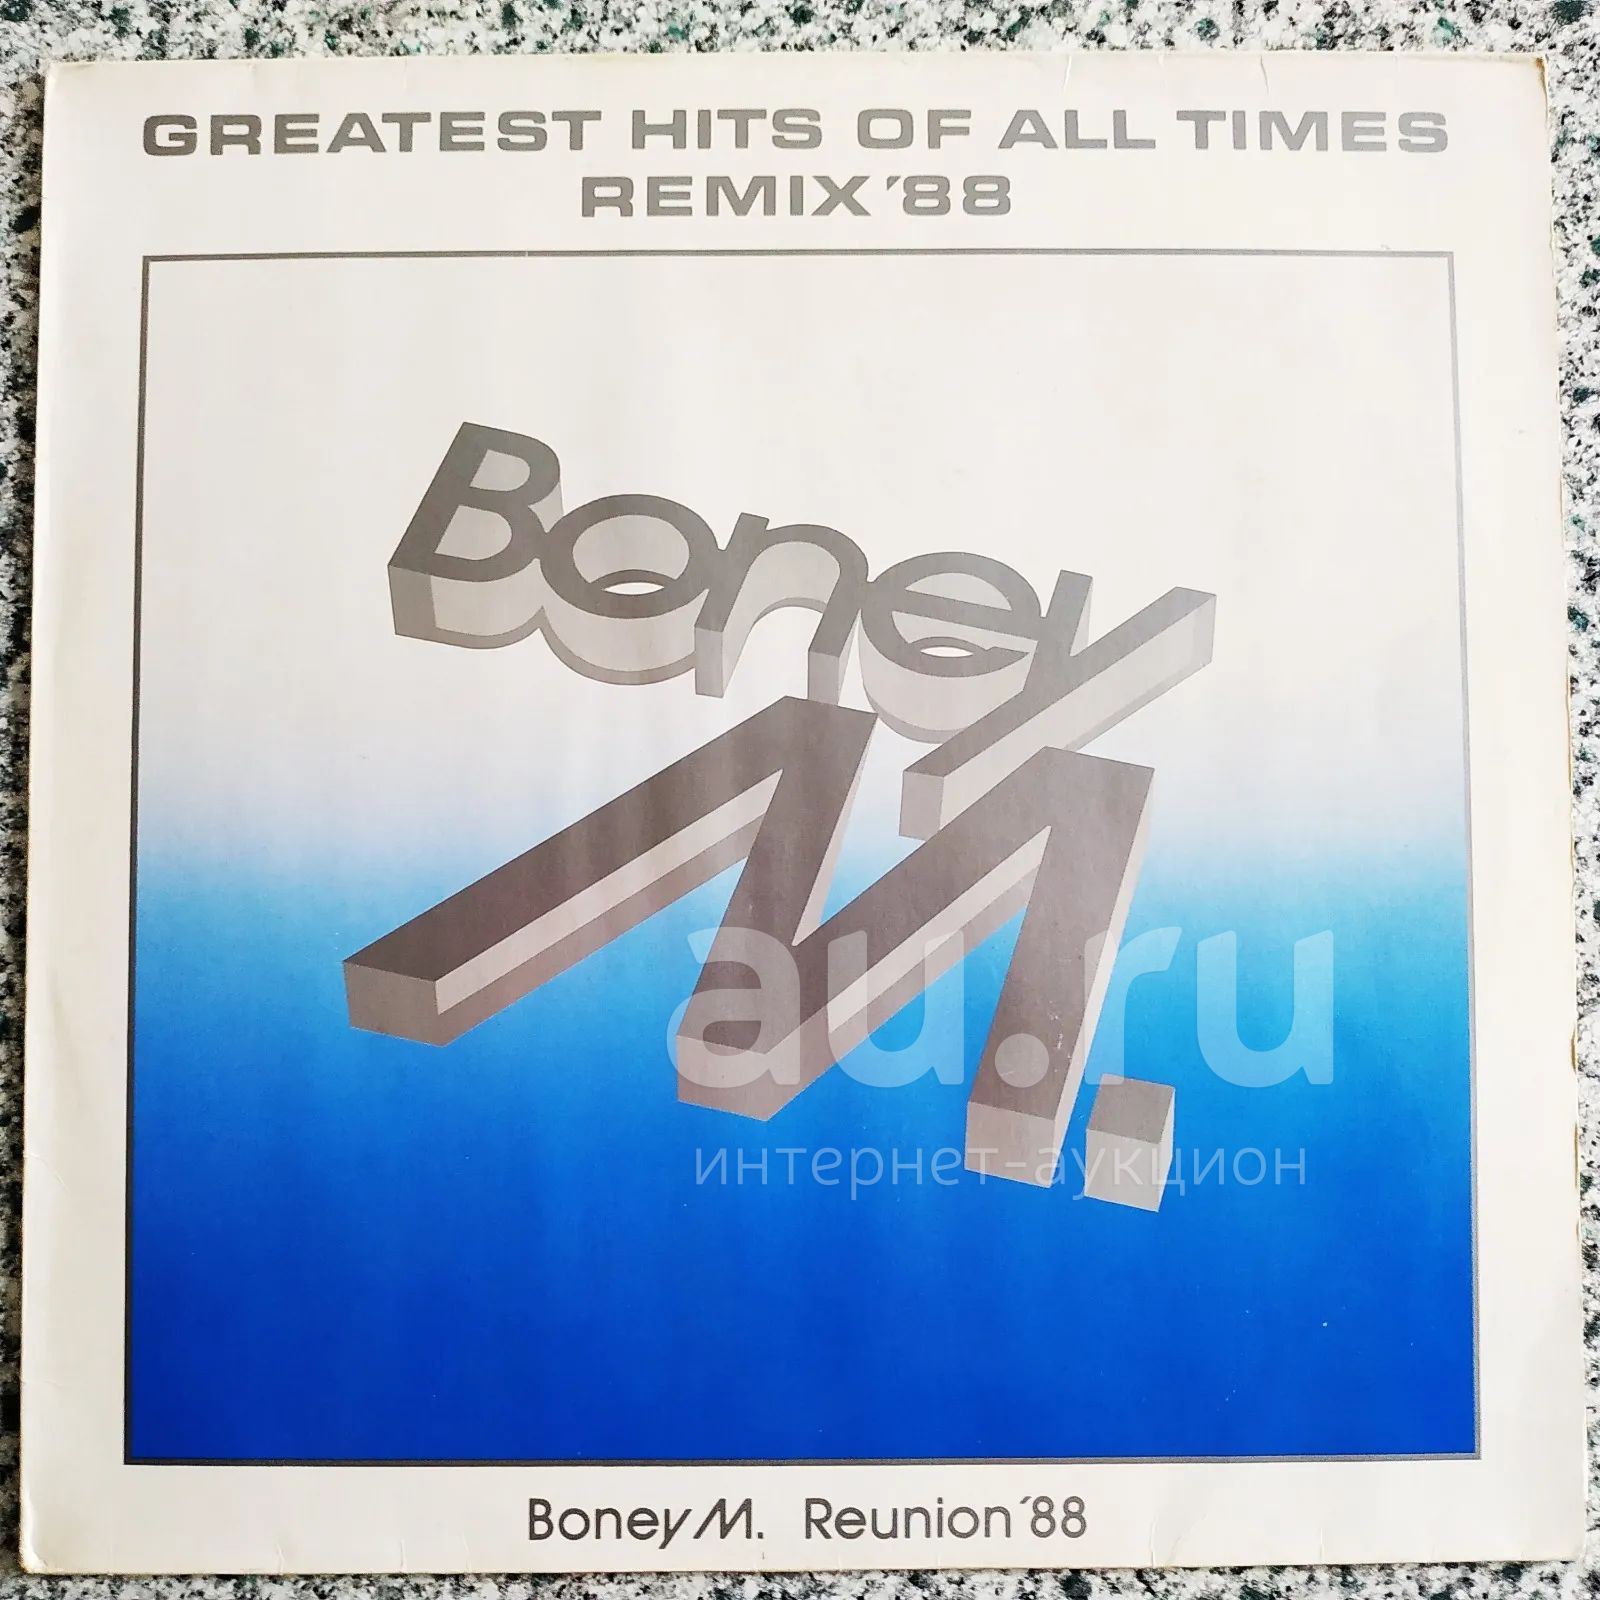 GREATEST HITS OF ALL TIMES
REMIX ´88
Boney
M.
au.ru
интернет-аукцион
Boney M. Reunion ´88